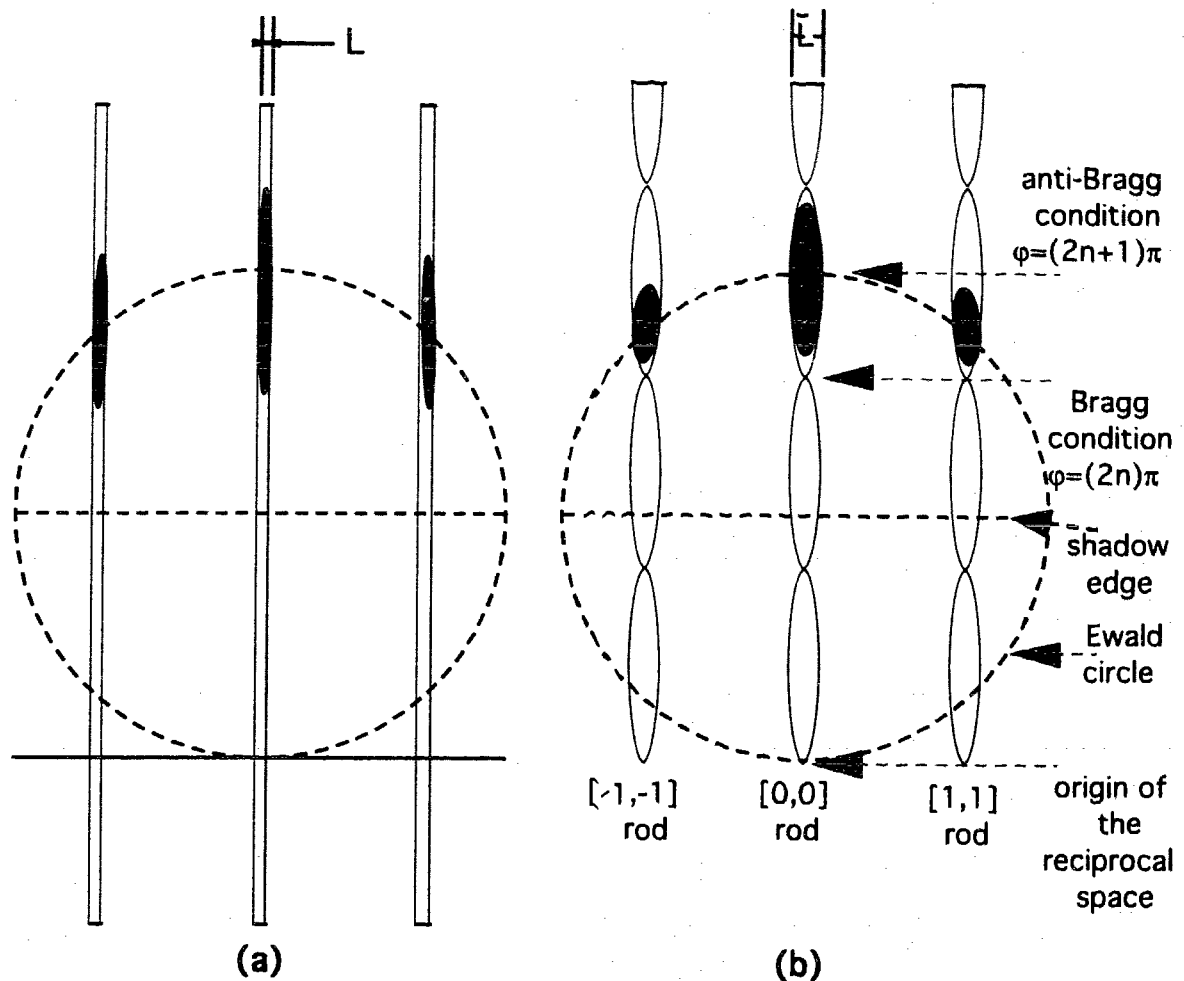 L
L
anti-Bragg
condition
φ=(2n+1)π
Bragg
condition
φ=(2n)π
shadow
edge
Ewald
circle
[-1,-1]
rod
[0,0]
rod
[1,1]
rod
origin of
the
reciprocal
space
(a)
(b)